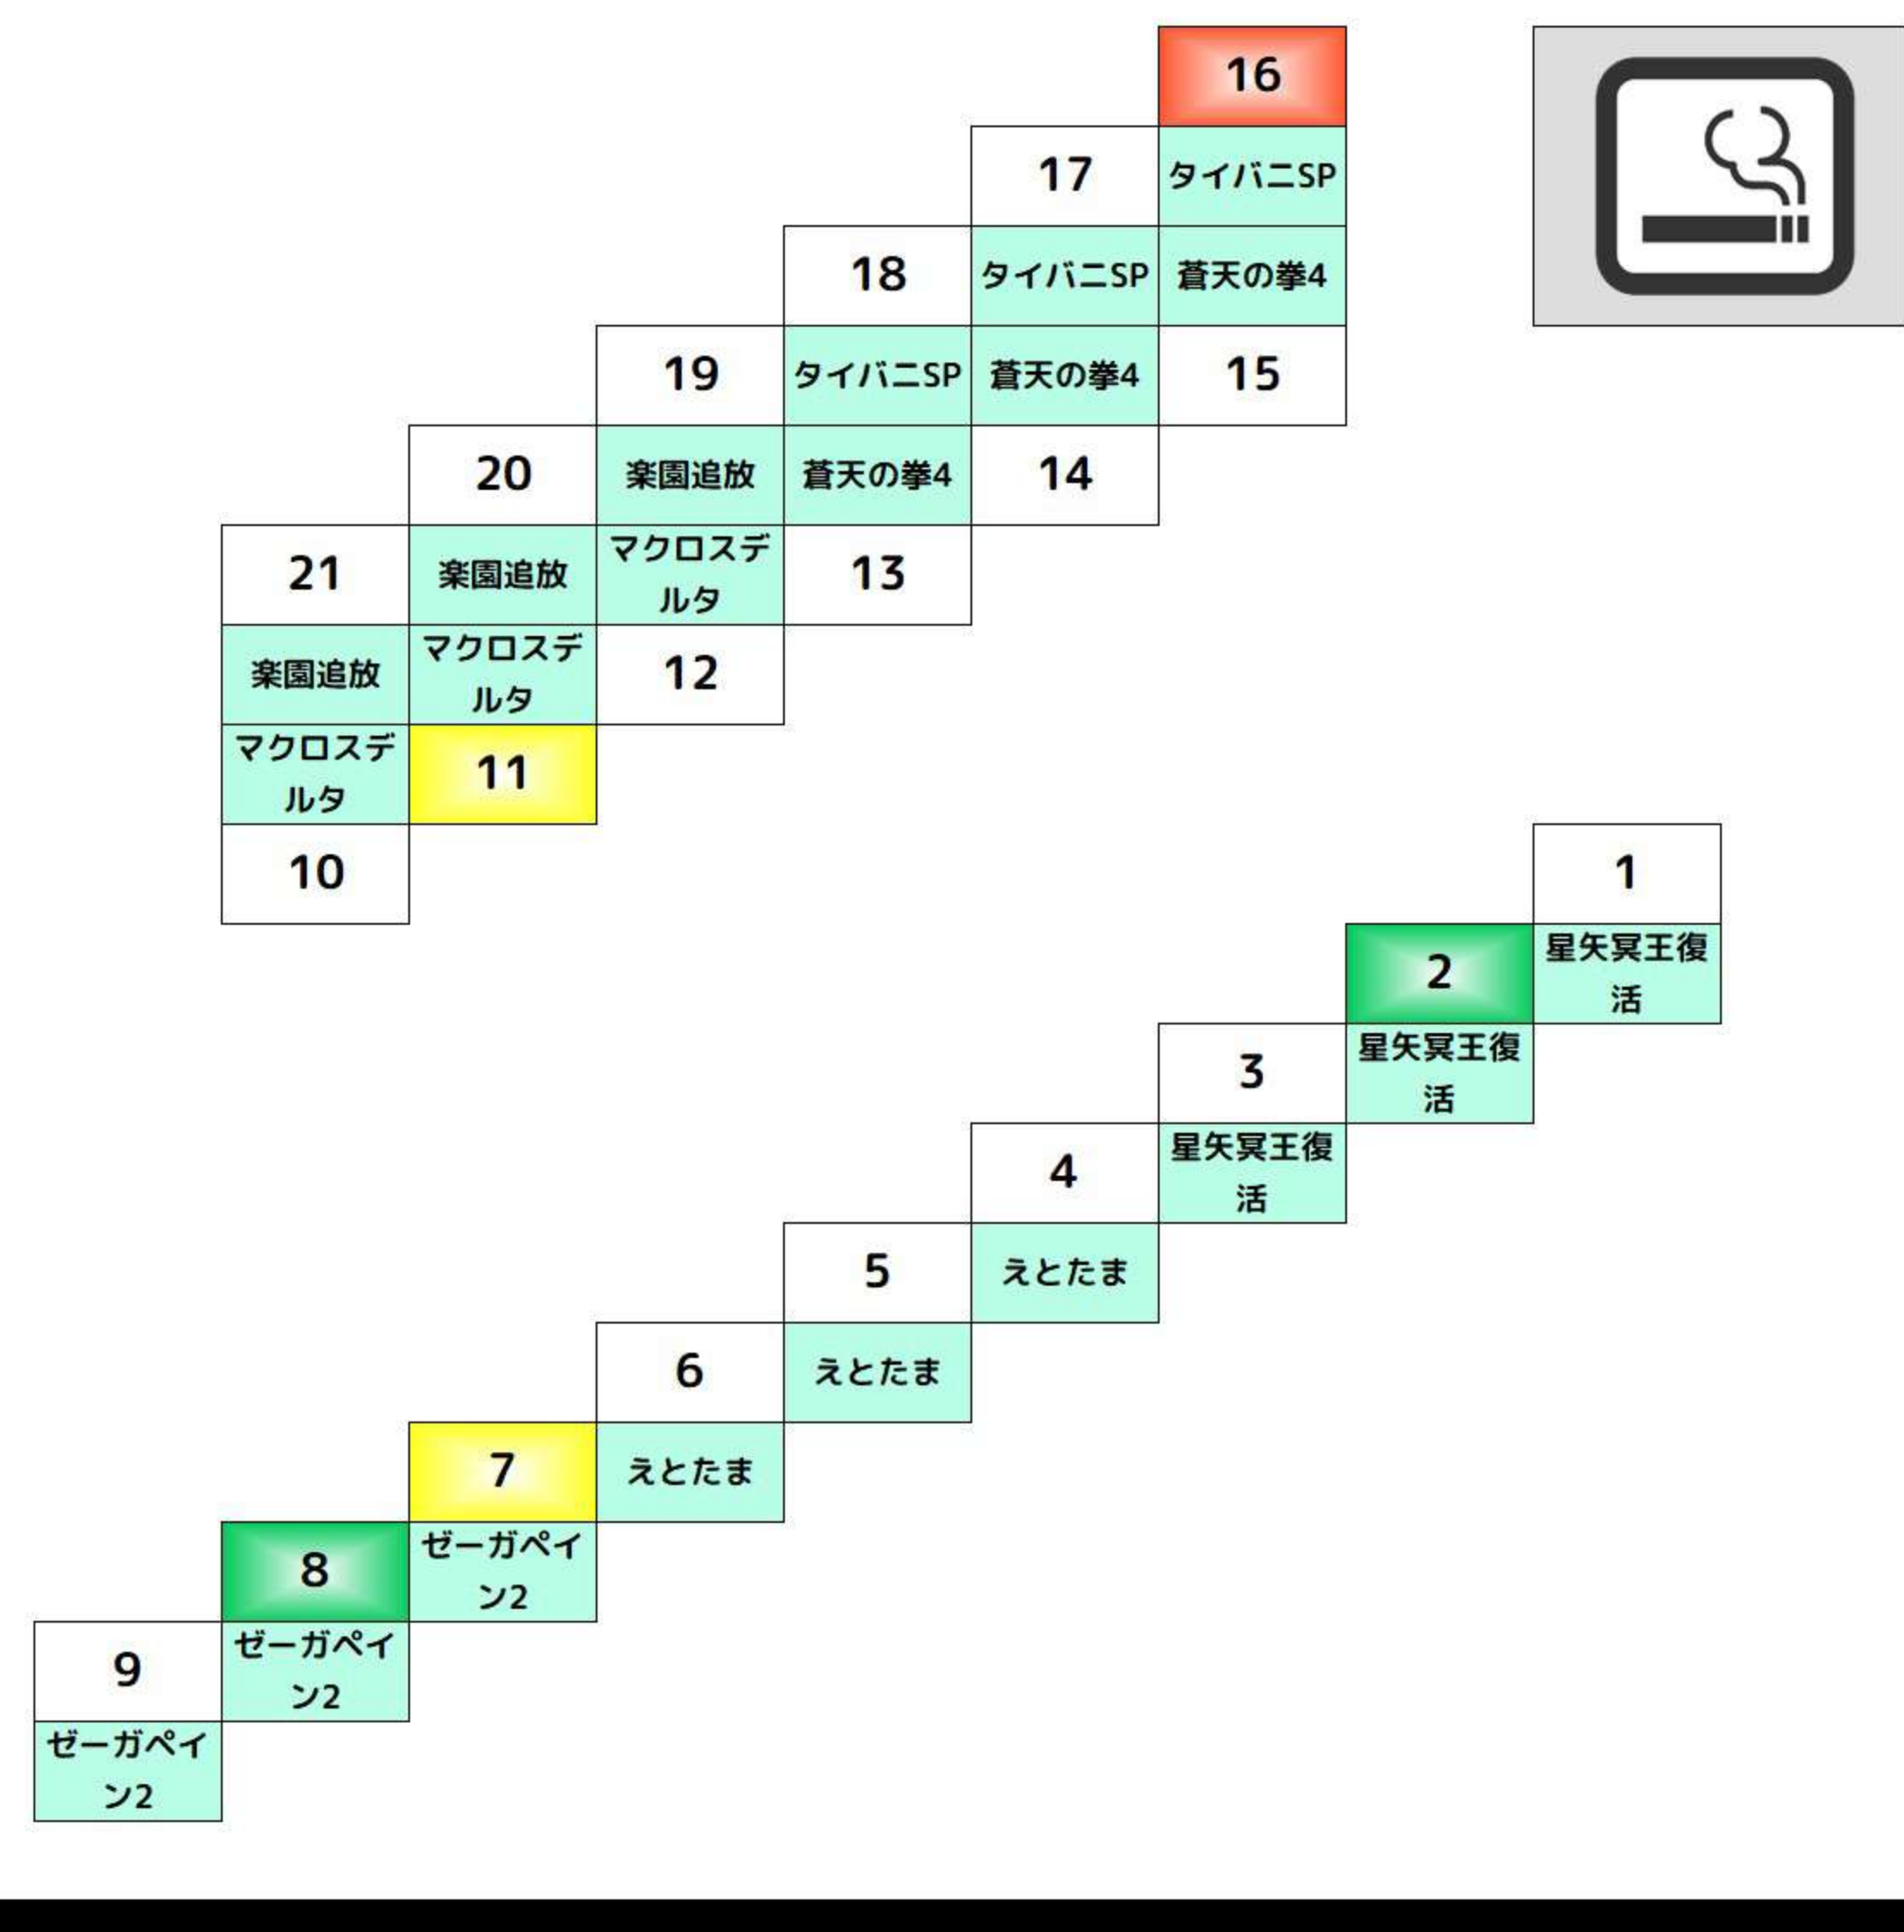 16
17
タイバニSP
18
タイバニSP
蒼天の拳4
19
タイバニSP
蒼天の拳4
15
20
楽園追放
蒼天の拳4
14
21
楽園追放
マクロスデ
ルタ
13
楽園追放
マクロスデ
ルタ
12
マクロスデ
ルタ
11
10
1
2
星矢冥王復
活
3
星矢冥王復
活
4
星矢冥王復
活
5
えとたま
6
えとたま
7
えとたま
8
ゼーガペイ
ン2
9
ゼーガペイ
ン2
ゼーガペイ
ン2